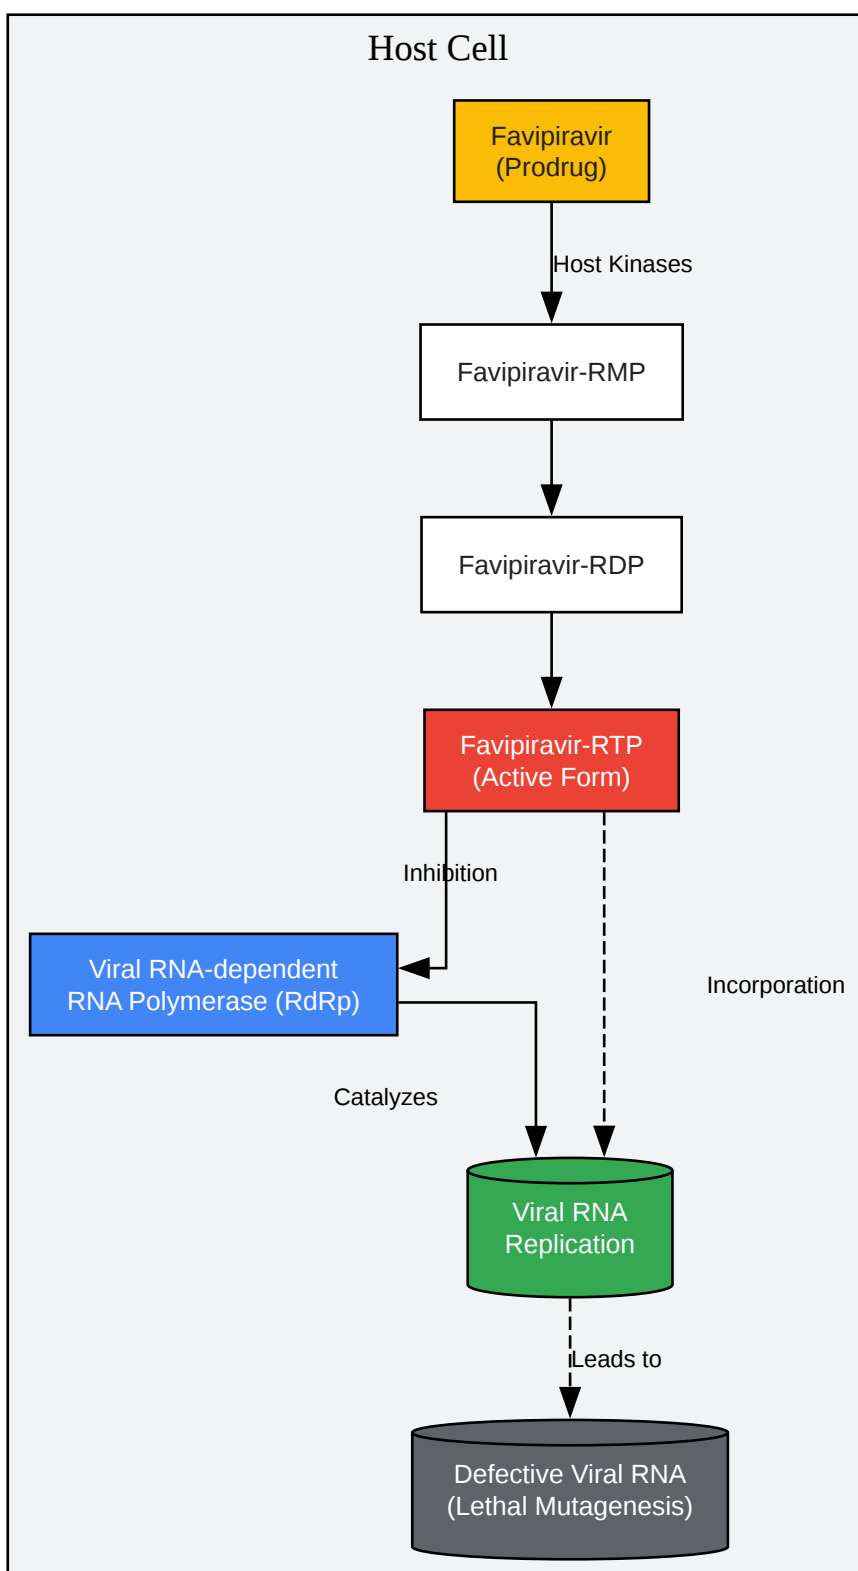 Host Cell
Favipiravir
(Prodrug)
Host Kinases
Favipiravir-RMP
Favipiravir-RDP
Favipiravir-RTP
(Active Form)
Inhibition
Viral RNA-dependent
RNA Polymerase (RdRp)
Incorporation
Catalyzes
Viral RNA
Replication
Leads to
Defective Viral RNA
(Lethal Mutagenesis)